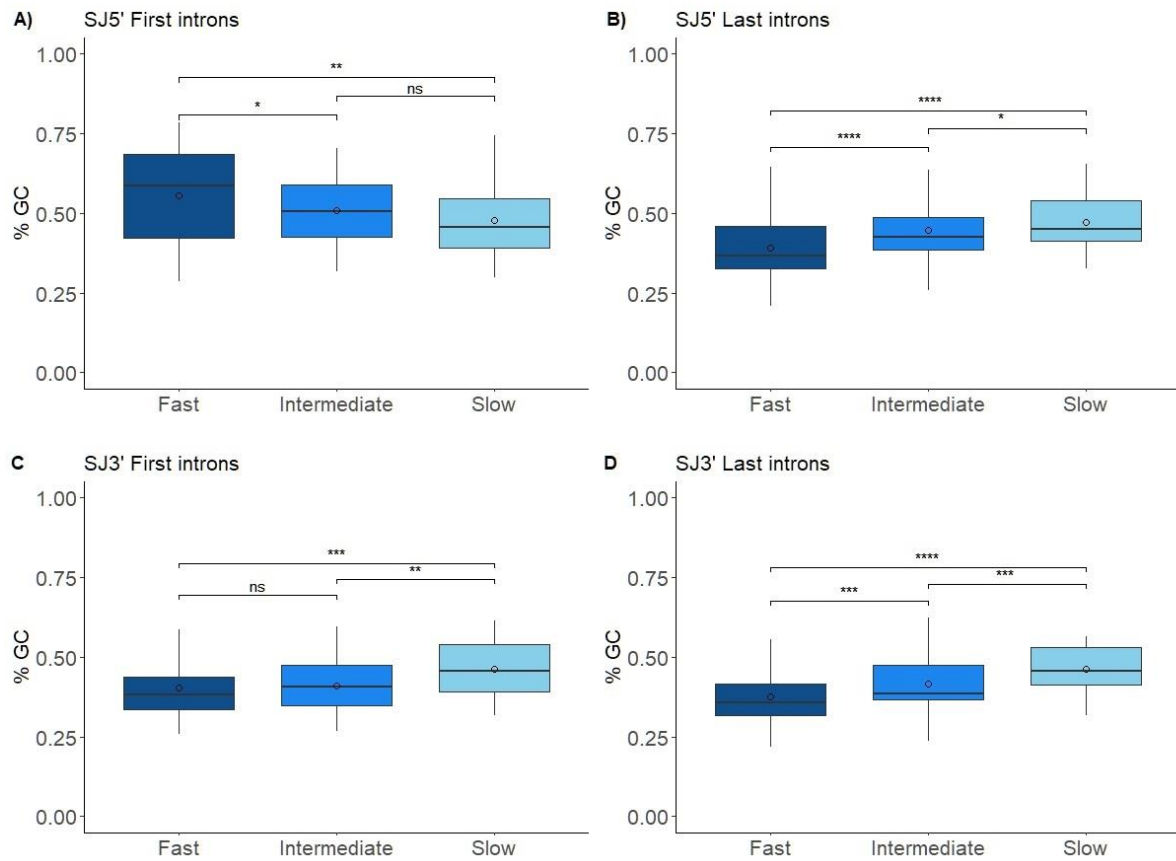 A) SJ5' First introns
% GC
1.00
0.75
0.50
0.25
0.00
**
ns
*
Fast Intermediate Slow
B) SJ5' Last introns
% GC
1.00
0.75
0.50
0.25
0.00
****
*
****
Fast Intermediate Slow
C SJ3' First introns
% GC
1.00
0.75
0.50
0.25
0.00
***
**
ns
Fast Intermediate Slow
D SJ3' Last introns
% GC
1.00
0.75
0.50
0.25
0.00
****
***
***
Fast Intermediate Slow